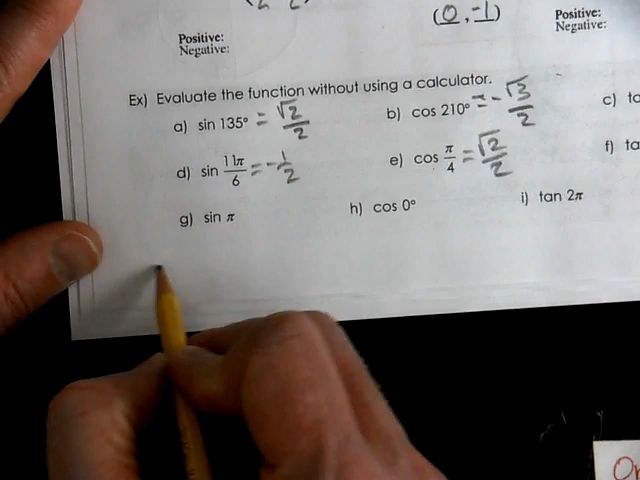 (0, -1)
Positive:
Negative:
Positive:
Negative:
Ex) Evaluate the function without using a calculator.
a) sin 135° = √2/2
b) cos 210° = -√3/2
c)
d) sin 11π/6 = -1/2
e) cos π/4 = √2/2
f)
g) sin π
h) cos 0°
i) tan 2π